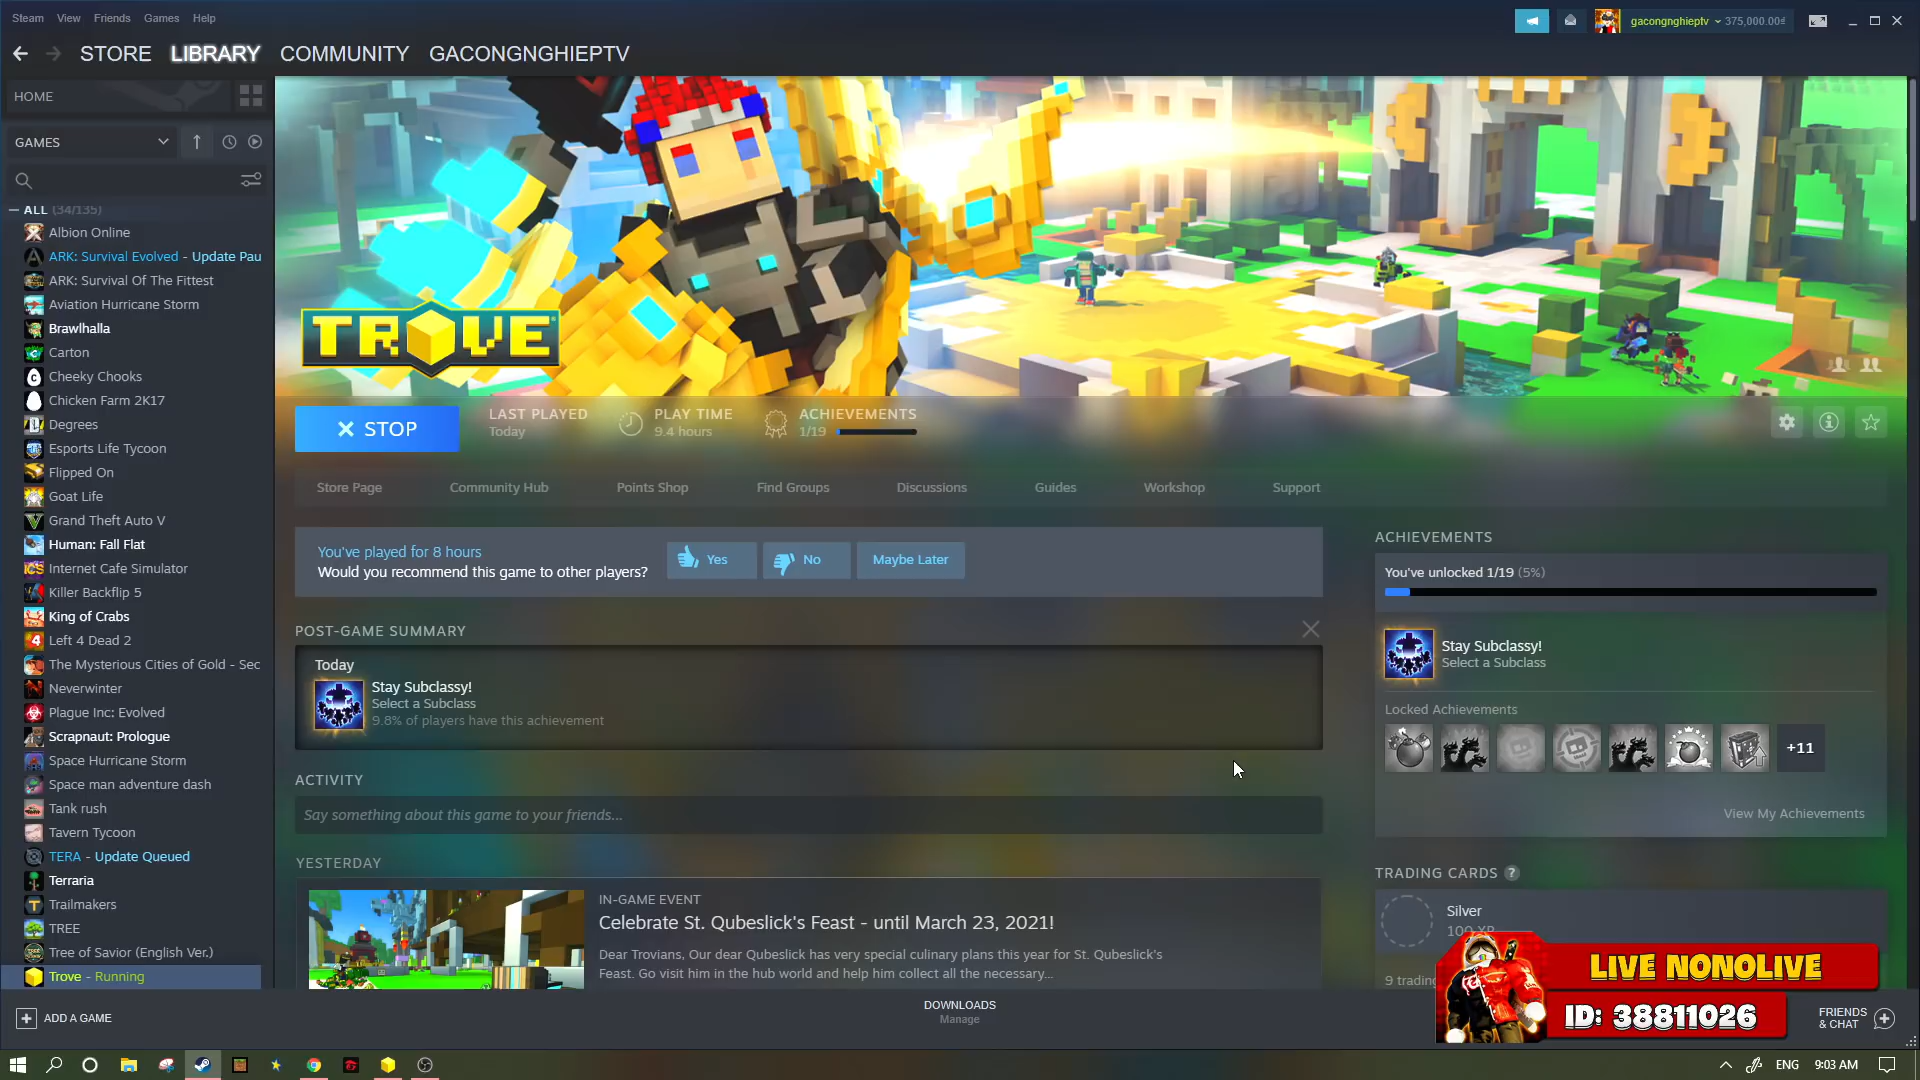 Steam View Friends Games Help
gacongnghieptv 375,000.00₫
STORE LIBRARY COMMUNITY GACONGNGHIEPTV
HOME
GAMES
ALL (34/135)
Albion Online
ARK: Survival Evolved - Update Pau
ARK: Survival Of The Fittest
Aviation Hurricane Storm
Brawlhalla
Carton
Cheeky Chooks
Chicken Farm 2K17
Degrees
Esports Life Tycoon
Flipped On
Goat Life
Grand Theft Auto V
Human: Fall Flat
Internet Cafe Simulator
Killer Backflip 5
King of Crabs
Left 4 Dead 2
The Mysterious Cities of Gold - Sec
Neverwinter
Plague Inc: Evolved
Scrapnaut: Prologue
Space Hurricane Storm
Space man adventure dash
Tank rush
Tavern Tycoon
TERA - Update Queued
Terraria
Trailmakers
TREE
Tree of Savior (English Ver.)
Trove - Running
ADD A GAME
TROVE
STOP
LAST PLAYED
Today
PLAY TIME
9.4 hours
ACHIEVEMENTS
1/19
Store Page Community Hub Points Shop Find Groups Discussions Guides Workshop Support
You've played for 8 hours
Would you recommend this game to other players?
Yes No Maybe Later
POST-GAME SUMMARY
Today
Stay Subclassy!
Select a Subclass
9.8% of players have this achievement
ACTIVITY
Say something about this game to your friends...
YESTERDAY
IN-GAME EVENT
Celebrate St. Qubeslick's Feast - until March 23, 2021!
Dear Trovians, Our dear Qubeslick has very special culinary plans this year for St. Qubeslick's
Feast. Go visit him in the hub world and help him collect all the necessary...
ACHIEVEMENTS
You've unlocked 1/19 (5%)
Stay Subclassy!
Select a Subclass
Locked Achievements
+11
View My Achievements
TRADING CARDS ?
Silver
100 XP
9 trading
LIVE NONOLIVE
ID: 38811026
DOWNLOADS
Manage
FRIENDS
& CHAT
ENG 9:03 AM